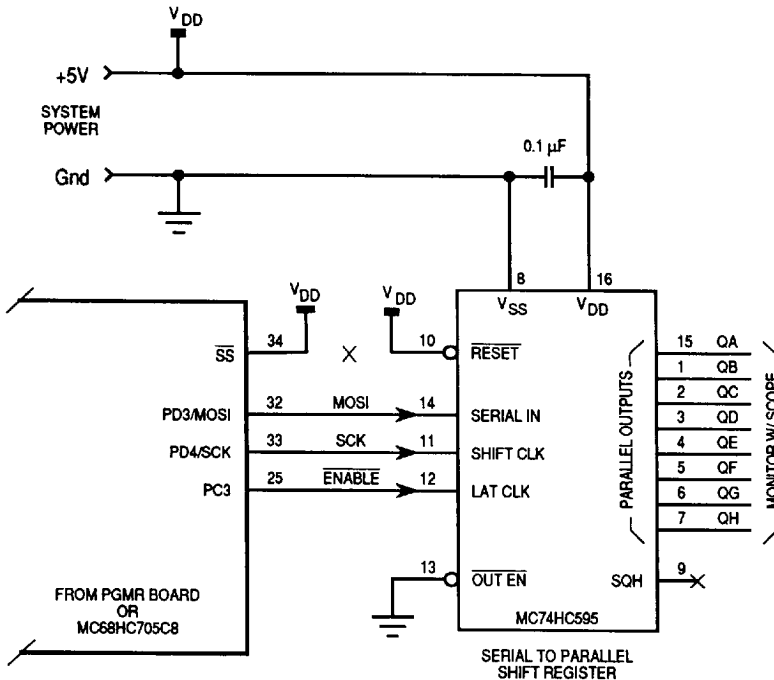 VDD
+5V
SYSTEM
POWER
0.1 µF
Gnd
8 16
VSS VDD
VDD VDD
SS 34 X 10 RESET
15 QA
1 QB
2 QC
3 QD
4 QE
5 QF
6 QG
7 QH
PD3/MOSI 32 MOSI 14 SERIAL IN
PD4/SCK 33 SCK 11 SHIFT CLK
PC3 25 ENABLE 12 LAT CLK
PARALLEL OUTPUTS
MONITOR W/ SCOPE
13 OUT EN SQH 9
FROM PGMR BOARD
OR
MC68HC705C8
MC74HC595
SERIAL TO PARALLEL
SHIFT REGISTER